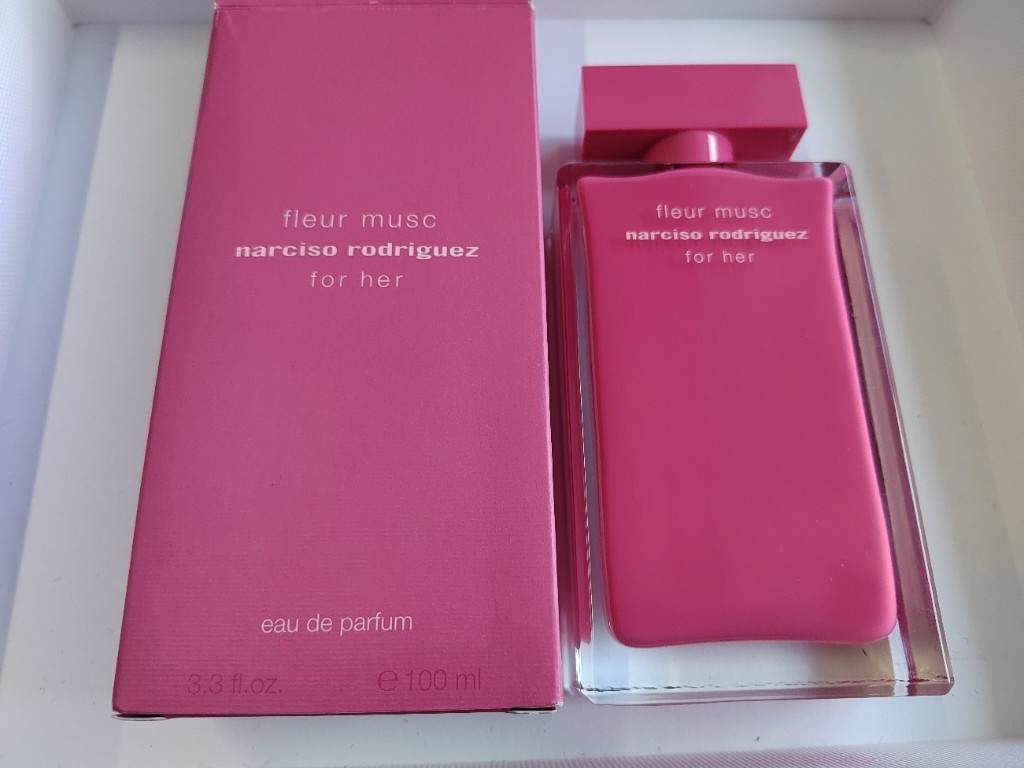 fleur musc
narciso rodriguez
for her
eau de parfum
3.3 fl.oz. ℮ 100 ml
fleur musc
narciso rodriguez
for her